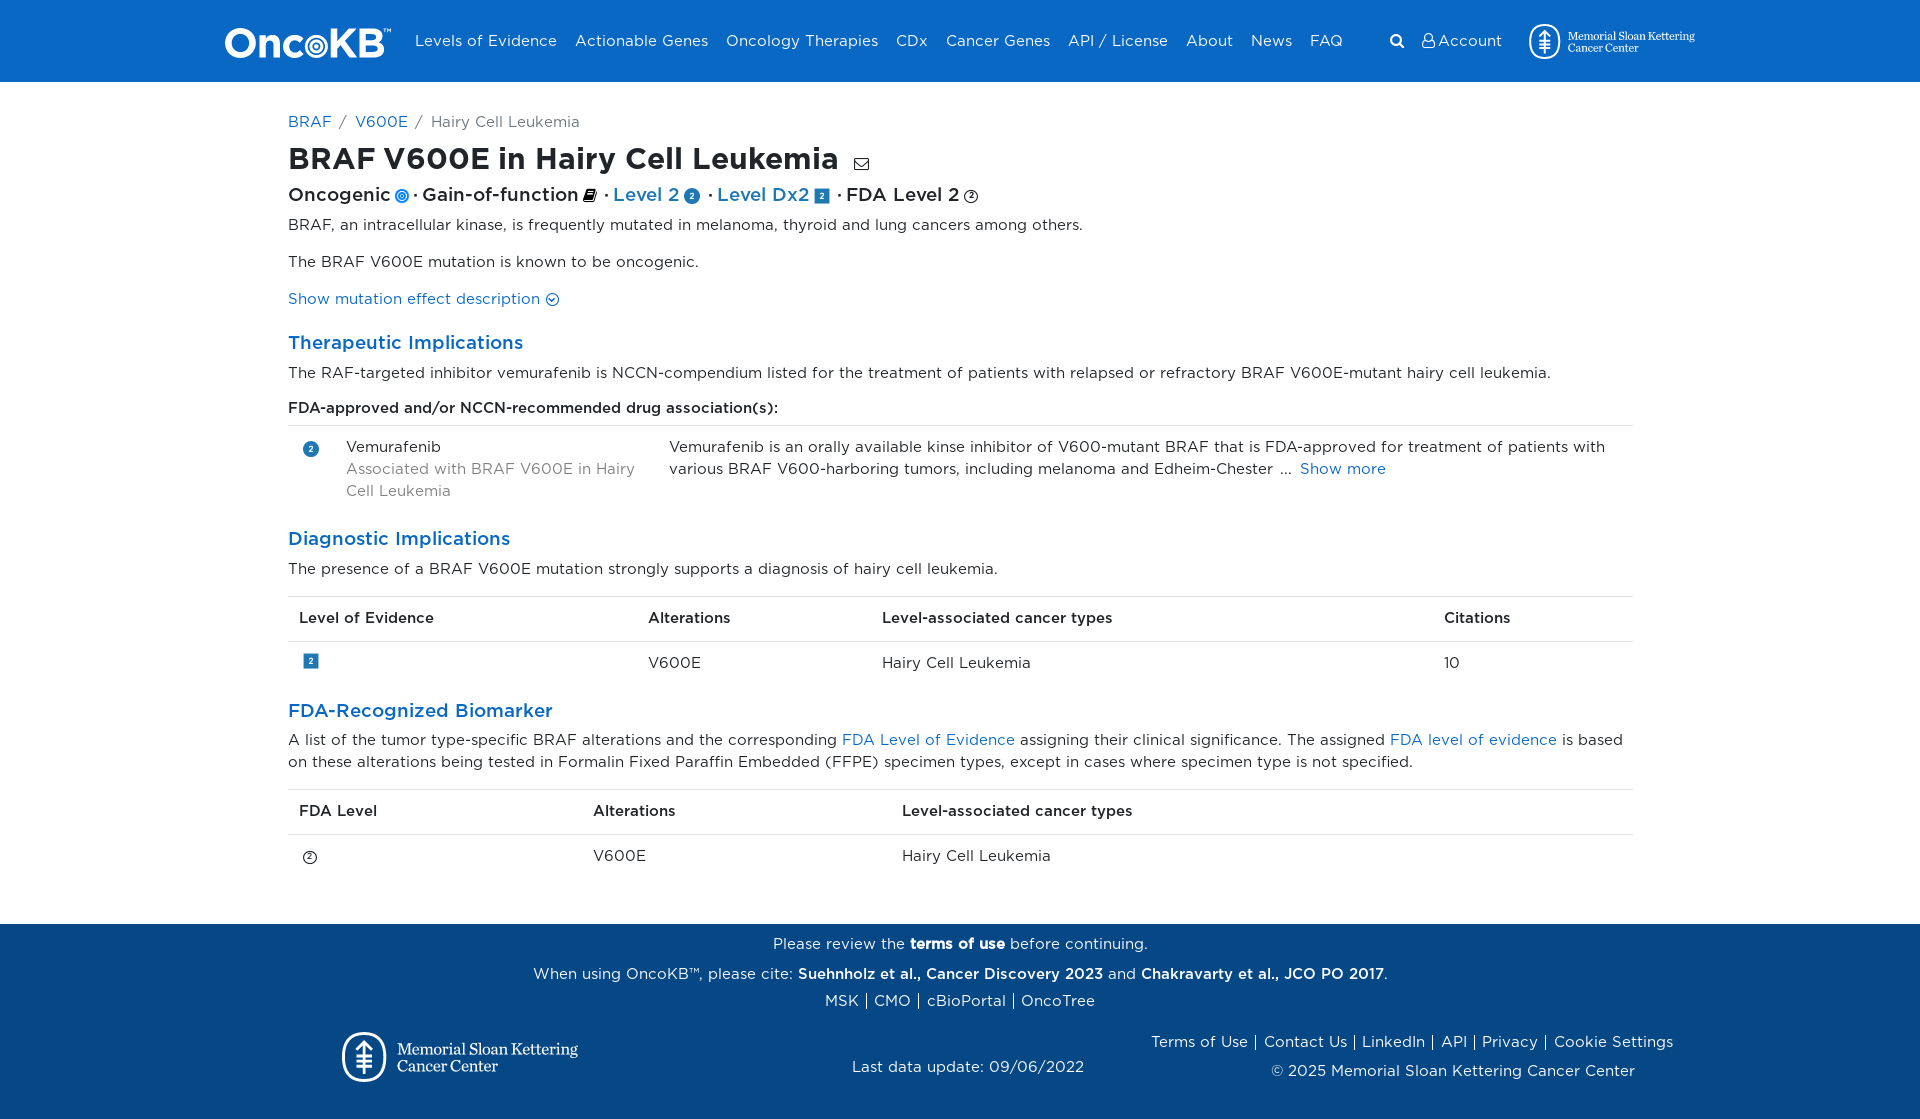 OncoKB™ Levels of Evidence Actionable Genes Oncology Therapies CDx Cancer Genes API / License About News FAQ Account Memorial Sloan Kettering
Cancer Center
BRAF / V600E / Hairy Cell Leukemia
BRAF V600E in Hairy Cell Leukemia
Oncogenic · Gain-of-function · Level 2 2 · Level Dx2 2 · FDA Level 2 2
BRAF, an intracellular kinase, is frequently mutated in melanoma, thyroid and lung cancers among others.
The BRAF V600E mutation is known to be oncogenic.
Show mutation effect description
Therapeutic Implications
The RAF-targeted inhibitor vemurafenib is NCCN-compendium listed for the treatment of patients with relapsed or refractory BRAF V600E-mutant hairy cell leukemia.
FDA-approved and/or NCCN-recommended drug association(s):
2 Vemurafenib
Associated with BRAF V600E in Hairy
Cell Leukemia
Vemurafenib is an orally available kinse inhibitor of V600-mutant BRAF that is FDA-approved for treatment of patients with
various BRAF V600-harboring tumors, including melanoma and Edheim-Chester ... Show more
Diagnostic Implications
The presence of a BRAF V600E mutation strongly supports a diagnosis of hairy cell leukemia.
Level of Evidence Alterations Level-associated cancer types Citations
2 V600E Hairy Cell Leukemia 10
FDA-Recognized Biomarker
A list of the tumor type-specific BRAF alterations and the corresponding FDA Level of Evidence assigning their clinical significance. The assigned FDA level of evidence is based
on these alterations being tested in Formalin Fixed Paraffin Embedded (FFPE) specimen types, except in cases where specimen type is not specified.
FDA Level Alterations Level-associated cancer types
2 V600E Hairy Cell Leukemia
Please review the terms of use before continuing.
When using OncoKB™, please cite: Suehnholz et al., Cancer Discovery 2023 and Chakravarty et al., JCO PO 2017.
MSK | CMO | cBioPortal | OncoTree
Memorial Sloan Kettering
Cancer Center
Last data update: 09/06/2022
Terms of Use | Contact Us | LinkedIn | API | Privacy | Cookie Settings
© 2025 Memorial Sloan Kettering Cancer Center